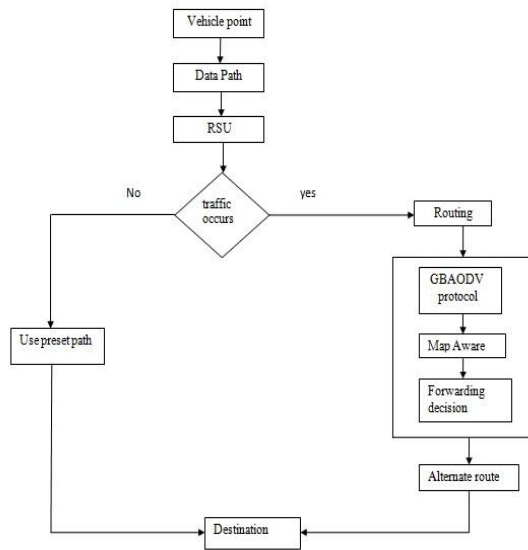 Vehicle point
Data Path
RSU
No
traffic
occurs
yes
Routing
GBAODV
protocol
Use preset path
Map Aware
Forwarding
decision
Alternate route
Destination